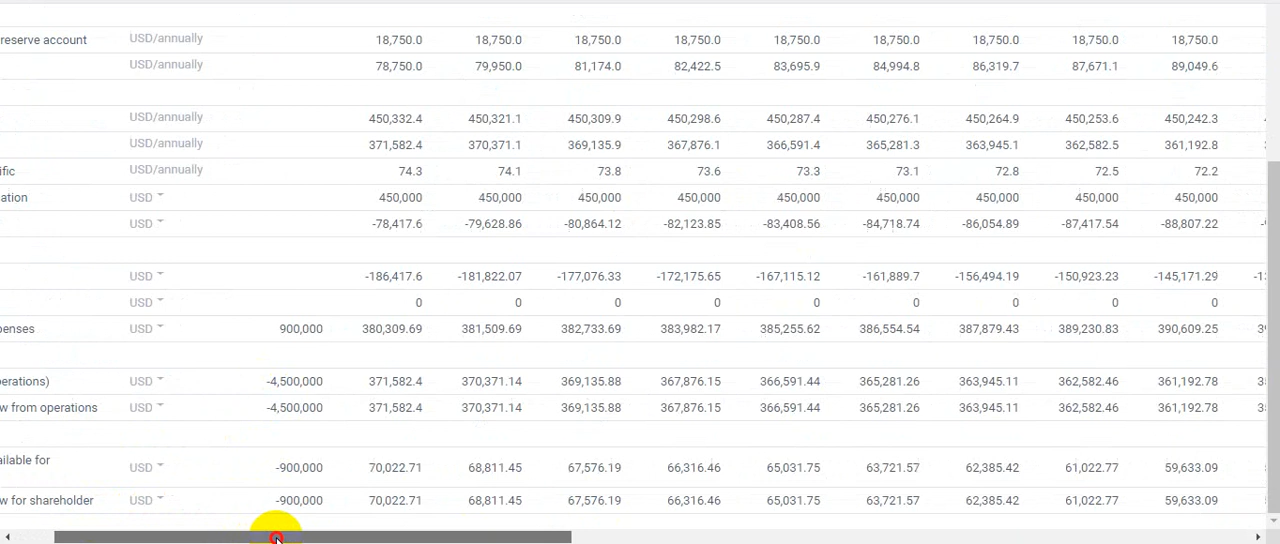 reserve account USD/annually 18,750.0 18,750.0 18,750.0 18,750.0 18,750.0 18,750.0 18,750.0 18,750.0 18,750.0
USD/annually 78,750.0 79,950.0 81,174.0 82,422.5 83,695.9 84,994.8 86,319.7 87,671.1 89,049.6
USD/annually 450,332.4 450,321.1 450,309.9 450,298.6 450,287.4 450,276.1 450,264.9 450,253.6 450,242.3
USD/annually 371,582.4 370,371.1 369,135.9 367,876.1 366,591.4 365,281.3 363,945.1 362,582.5 361,192.8
ific USD/annually 74.3 74.1 73.8 73.6 73.3 73.1 72.8 72.5 72.2
ation USD 450,000 450,000 450,000 450,000 450,000 450,000 450,000 450,000 450,000
USD -78,417.6 -79,628.86 -80,864.12 -82,123.85 -83,408.56 -84,718.74 -86,054.89 -87,417.54 -88,807.22
USD -186,417.6 -181,822.07 -177,076.33 -172,175.65 -167,115.12 -161,889.7 -156,494.19 -150,923.23 -145,171.29
USD 0 0 0 0 0 0 0 0 0
penses USD 900,000 380,309.69 381,509.69 382,733.69 383,982.17 385,255.62 386,554.54 387,879.43 389,230.83 390,609.25
perations) USD -4,500,000 371,582.4 370,371.14 369,135.88 367,876.15 366,591.44 365,281.26 363,945.11 362,582.46 361,192.78
w from operations USD -4,500,000 371,582.4 370,371.14 369,135.88 367,876.15 366,591.44 365,281.26 363,945.11 362,582.46 361,192.78
ailable for
USD -900,000 70,022.71 68,811.45 67,576.19 66,316.46 65,031.75 63,721.57 62,385.42 61,022.77 59,633.09
w for shareholder USD -900,000 70,022.71 68,811.45 67,576.19 66,316.46 65,031.75 63,721.57 62,385.42 61,022.77 59,633.09